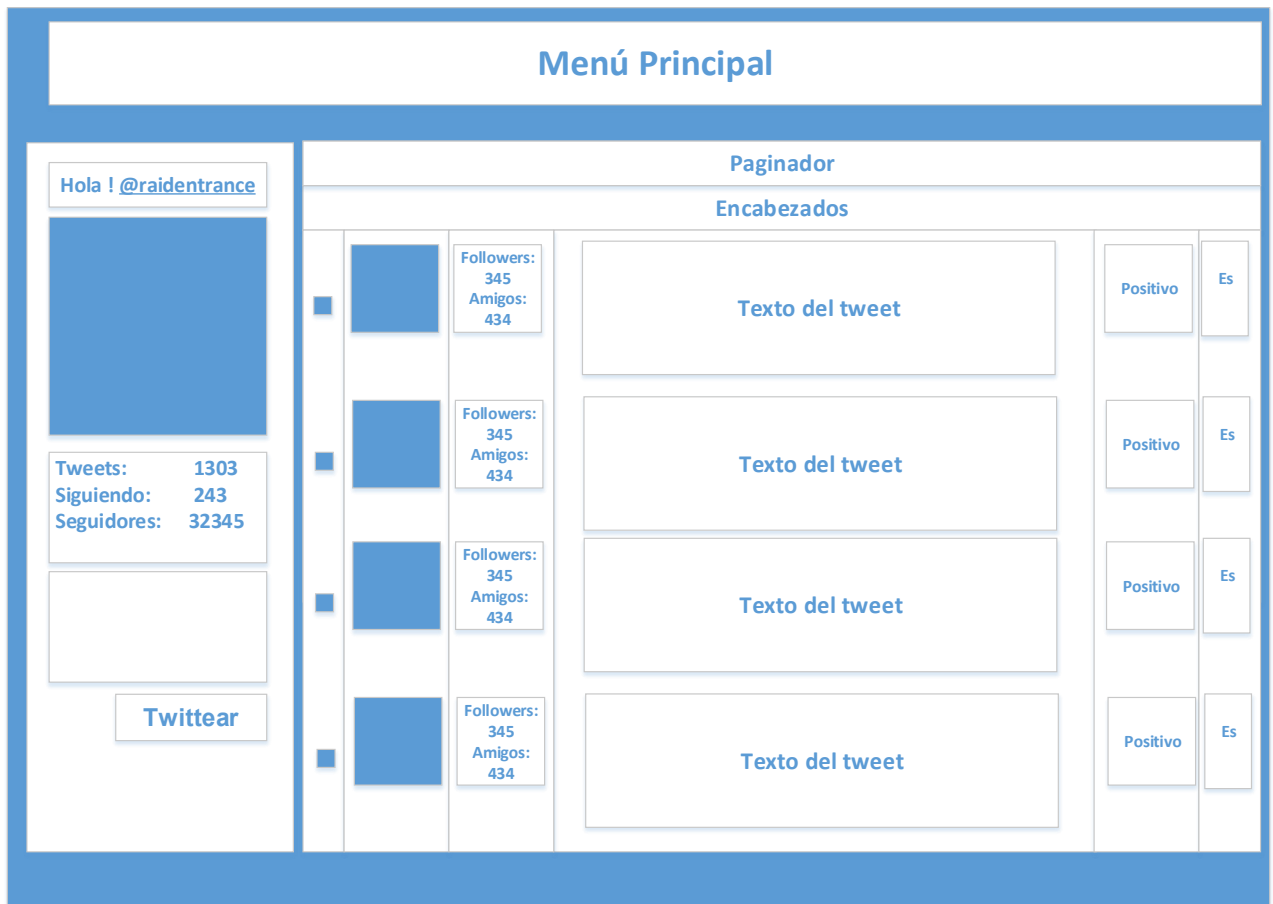 Menú Principal
Hola ! @raidentrance
Tweets: 1303
Siguiendo: 243
Seguidores: 32345
Twittear
Paginador
Encabezados
Followers:
345
Amigos:
434
Texto del tweet
Positivo
Es
Followers:
345
Amigos:
434
Texto del tweet
Positivo
Es
Followers:
345
Amigos:
434
Texto del tweet
Positivo
Es
Followers:
345
Amigos:
434
Texto del tweet
Positivo
Es